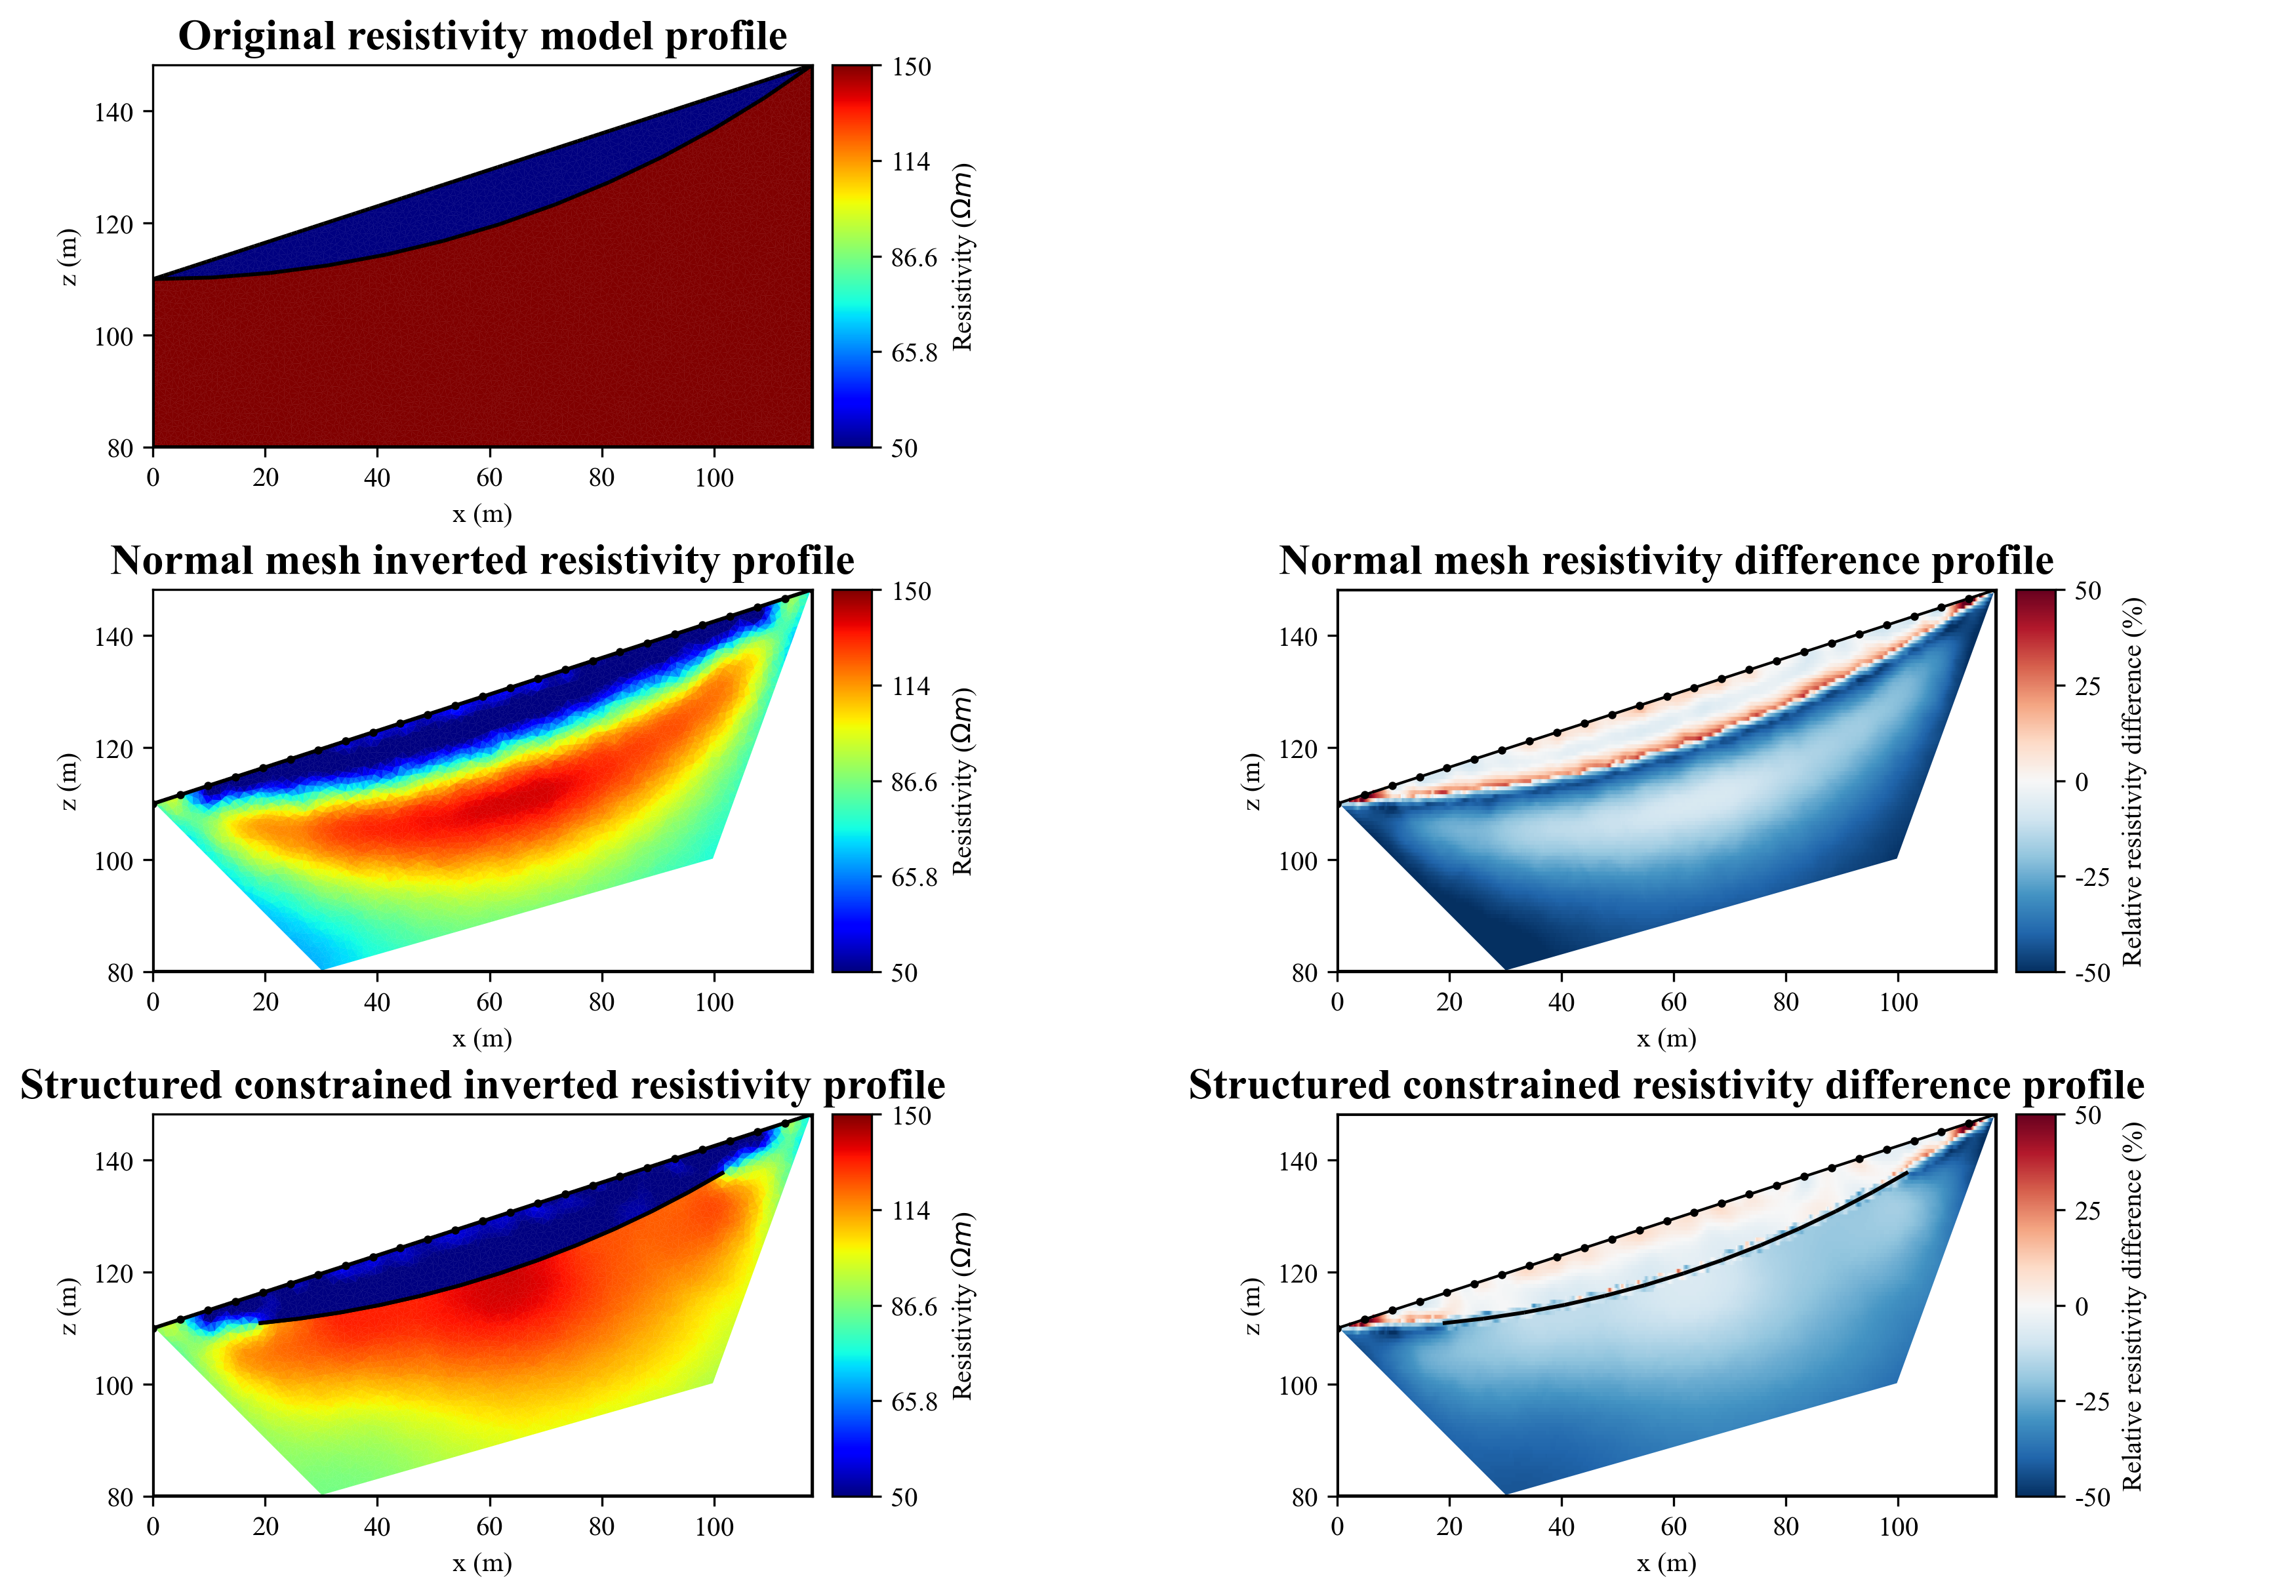 Original resistivity model profile
150
140
114
120
86.6
z (m)
Resistivity (Ωm)
100
65.8
80
50
0 20 40 60 80 100
x (m)
Normal mesh inverted resistivity profile
150
140
114
120
86.6
z (m)
Resistivity (Ωm)
100
65.8
80
50
0 20 40 60 80 100
x (m)
Normal mesh resistivity difference profile
50
140
25
120
0
z (m)
Relative resistivity difference (%)
100
-25
80
-50
0 20 40 60 80 100
x (m)
Structured constrained inverted resistivity profile
150
140
114
120
86.6
z (m)
Resistivity (Ωm)
100
65.8
80
50
0 20 40 60 80 100
x (m)
Structured constrained resistivity difference profile
50
140
25
120
0
z (m)
Relative resistivity difference (%)
100
-25
80
-50
0 20 40 60 80 100
x (m)